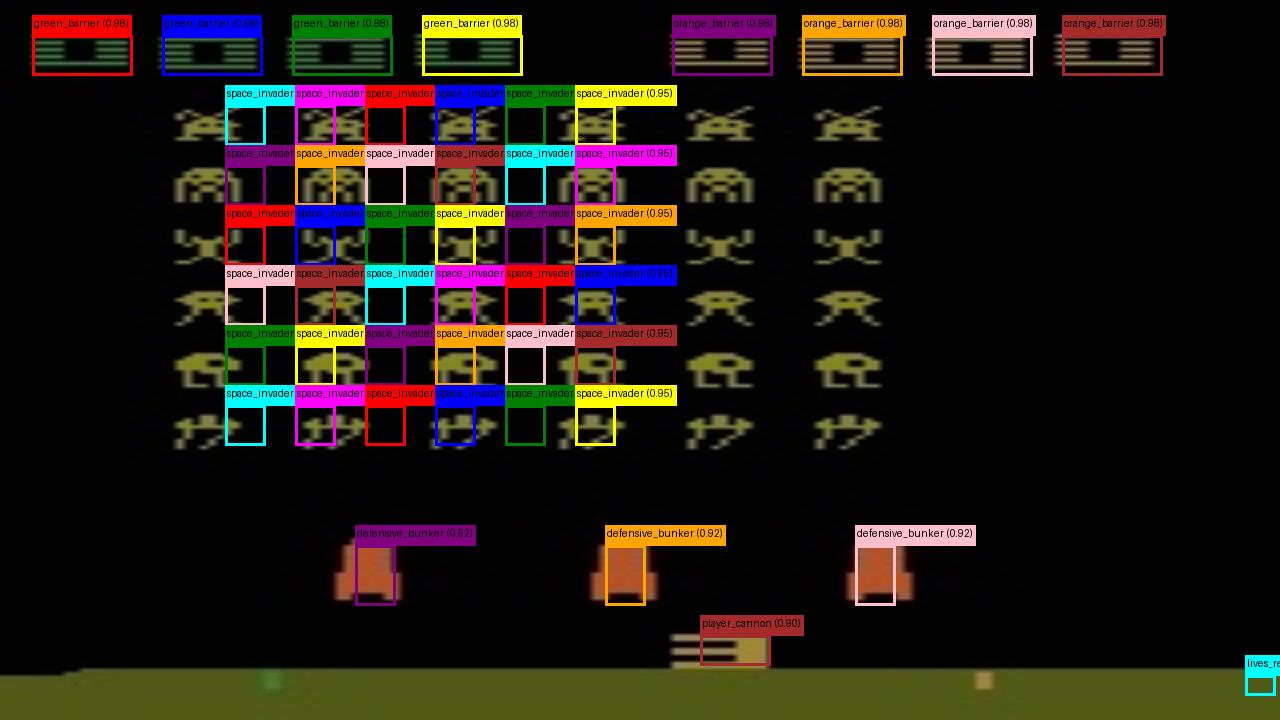 green_barrier (0.98) green_barrier (0.98) green_barrier (0.98) green_barrier (0.98) orange_barrier (0.98) orange_barrier (0.98) orange_barrier (0.98) orange_barrier (0.98)
space_invader space_invader space_invader space_invader space_invader space_invader (0.95)
space_invader space_invader space_invader space_invader space_invader space_invader (0.95)
space_invader space_invader space_invader space_invader space_invader space_invader (0.95)
space_invader space_invader space_invader space_invader space_invader space_invader (0.95)
space_invader space_invader space_invader space_invader space_invader space_invader (0.95)
space_invader space_invader space_invader space_invader space_invader space_invader (0.95)
defensive_bunker (0.92) defensive_bunker (0.92) defensive_bunker (0.92)
player_cannon (0.90)
lives_re